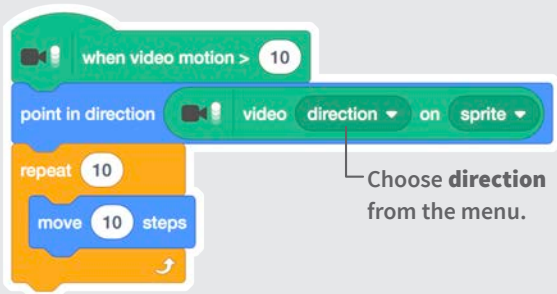 when video motion > 10
point in direction video direction on sprite
repeat 10
move 10 steps
Choose direction
from the menu.